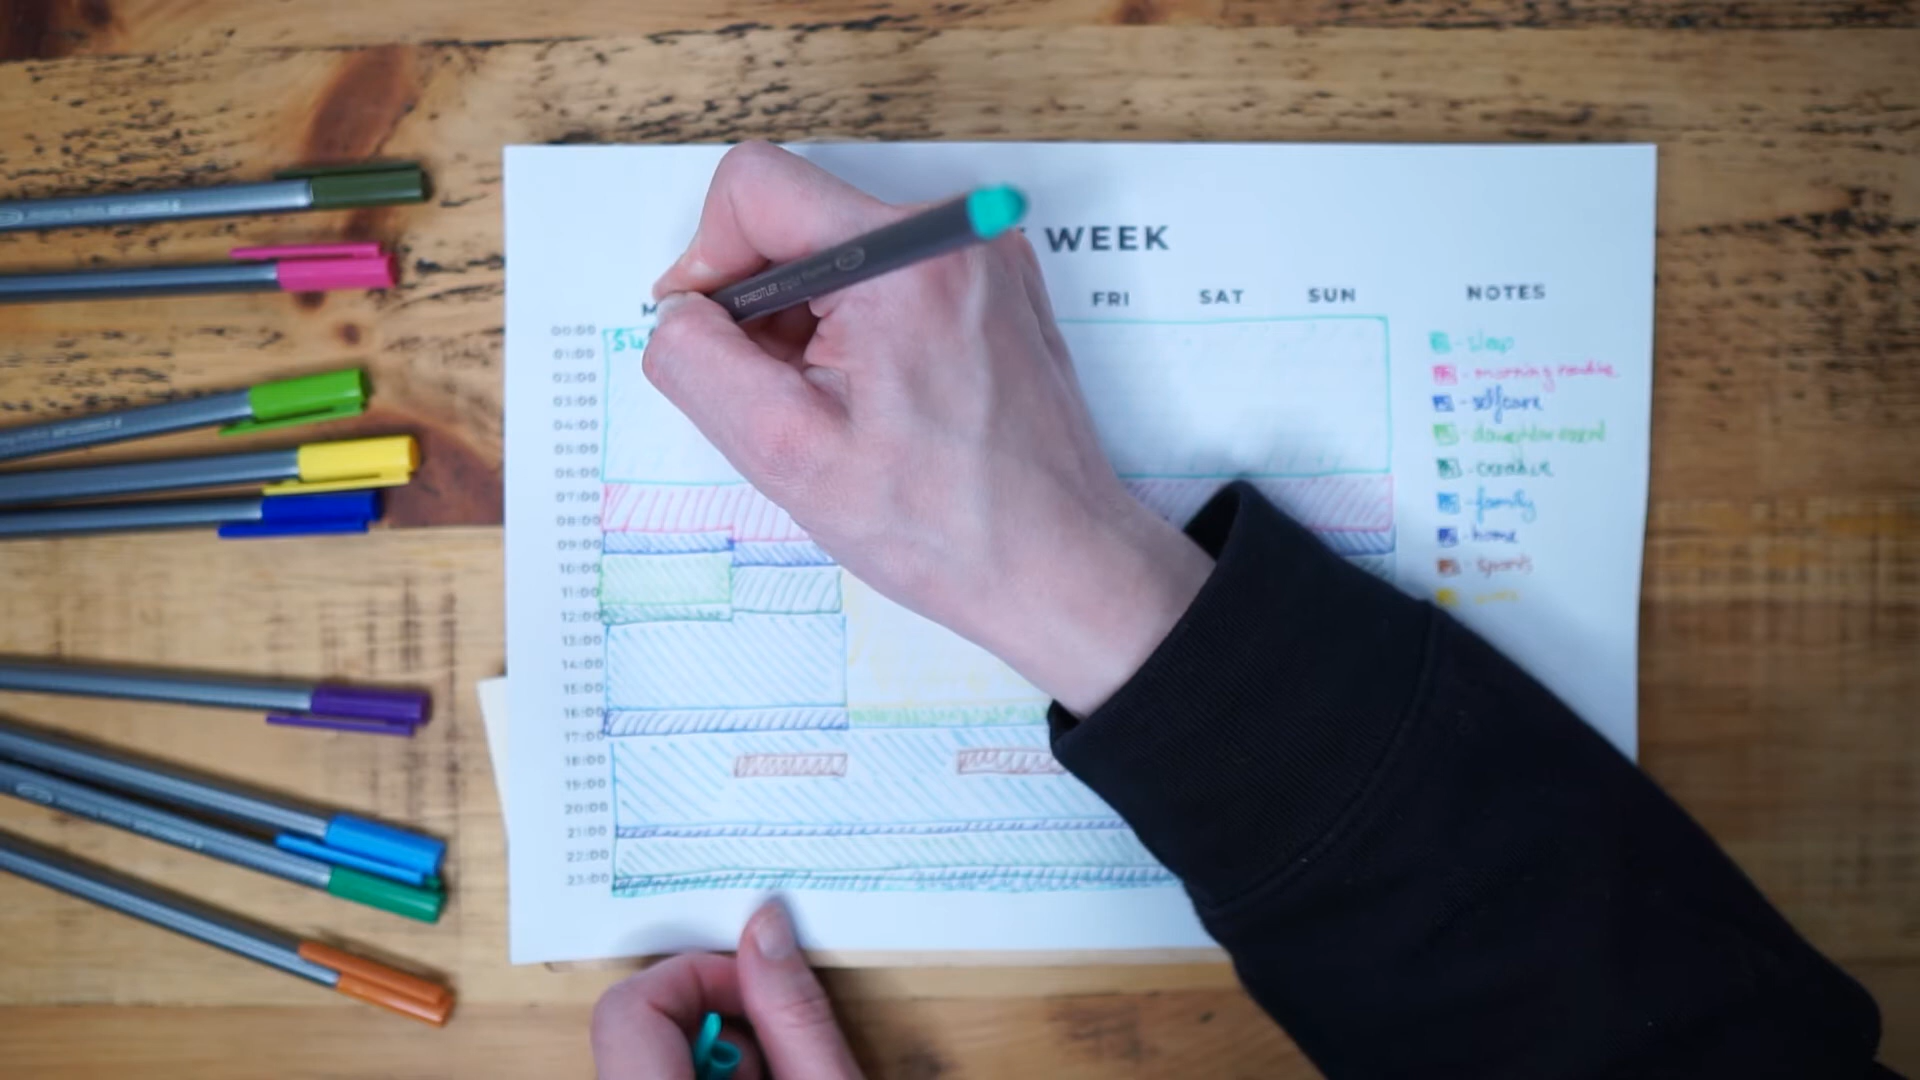 WEEK
FRI SAT SUN NOTES
00:00
01:00
02:00
03:00
04:00
05:00
06:00
07:00
08:00
09:00
10:00
11:00
12:00
13:00
14:00
15:00
16:00
17:00
18:00
19:00
20:00
21:00
22:00
23:00
- sleep
- morning routine
- selfcare
- creative
- family
- home
- sports
STAEDTLER